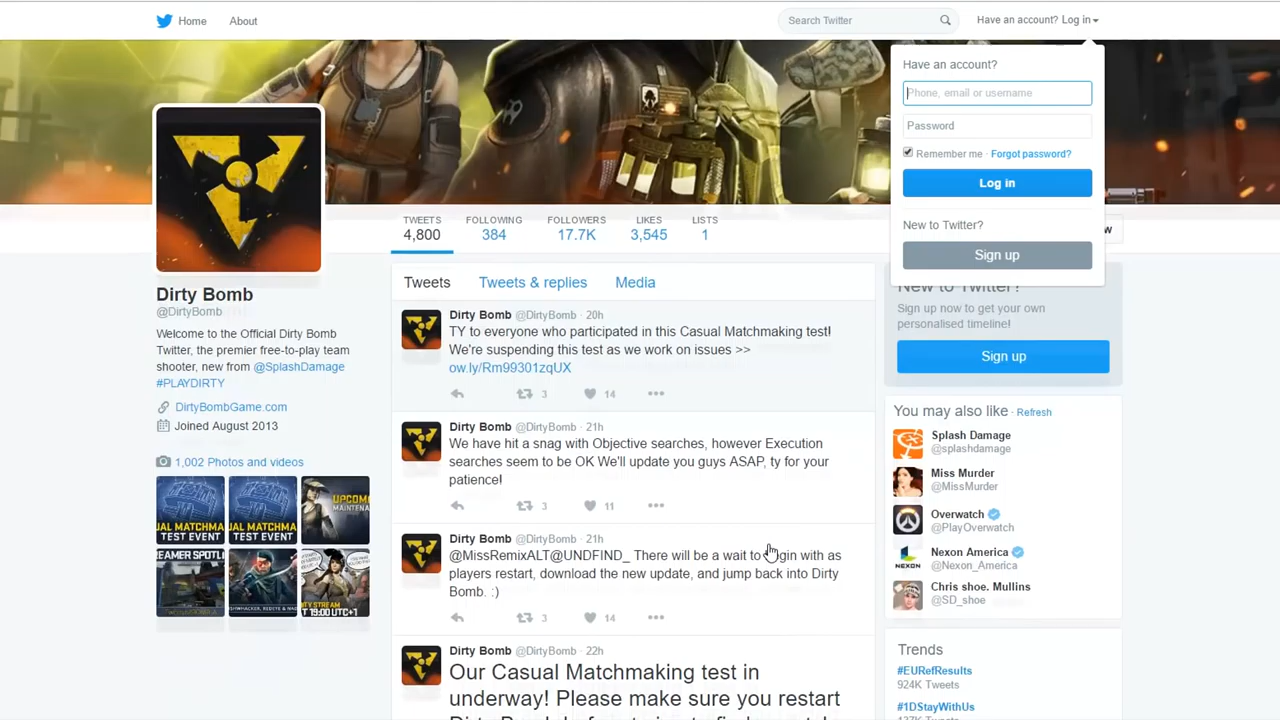 Home About Search Twitter Have an account? Log in
Have an account?
Phone, email or username
Password
Remember me · Forgot password?
Log in
New to Twitter?
Sign up
TWEETS FOLLOWING FOLLOWERS LIKES LISTS
4,800 384 17.7K 3,545 1
Dirty Bomb
@DirtyBomb
Welcome to the Official Dirty Bomb
Twitter, the premier free-to-play team
shooter, new from @SplashDamage
#PLAYDIRTY
DirtyBombGame.com
Joined August 2013
1,002 Photos and videos
UAL MATCHMA
TEST EVENT
UAL MATCHMA
TEST EVENT
UPCOM
MAINTENA
Tweets Tweets & replies Media
Dirty Bomb @DirtyBomb · 20h
TY to everyone who participated in this Casual Matchmaking test!
We're suspending this test as we work on issues >>
ow.ly/Rm99301zqUX
3 14
Dirty Bomb @DirtyBomb · 21h
We have hit a snag with Objective searches, however Execution
searches seem to be OK We'll update you guys ASAP, ty for your
patience!
3 11
Dirty Bomb @DirtyBomb · 21h
@MissRemixALT@UNDFIND_ There will be a wait to begin with as
players restart, download the new update, and jump back into Dirty
Bomb. :)
3 14
Dirty Bomb @DirtyBomb · 22h
Our Casual Matchmaking test in
underway! Please make sure you restart
New to Twitter?
Sign up now to get your own
personalised timeline!
Sign up
You may also like · Refresh
Splash Damage
@splashdamage
Miss Murder
@MissMurder
Overwatch
@PlayOverwatch
Nexon America
@Nexon_America
Chris shoe. Mullins
@SD_shoe
Trends
#EURefResults
924K Tweets
#1DStayWithUs